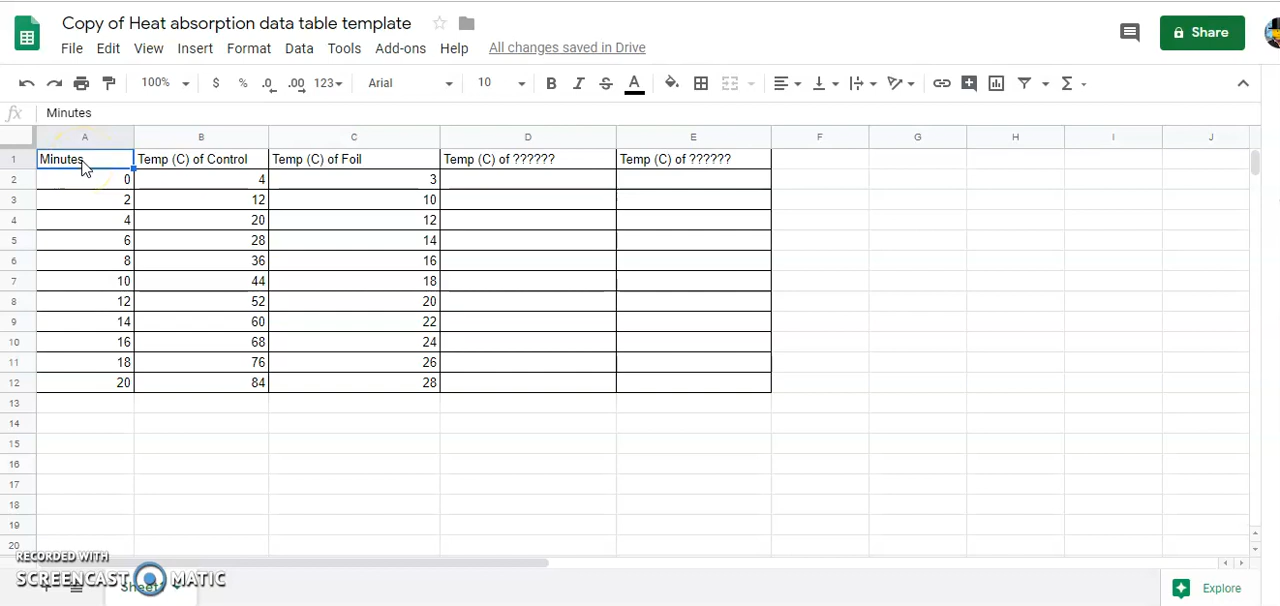 Copy of Heat absorption data table template
File Edit View Insert Format Data Tools Add-ons Help All changes saved in Drive
Share
100% $ % .0 .00 123 Arial 10 B I S A Σ
fx Minutes
A B C D E F G H I J
1 Minutes Temp (C) of Control Temp (C) of Foil Temp (C) of ?????? Temp (C) of ??????
2 0 4 3
3 2 12 10
4 4 20 12
5 6 28 14
6 8 36 16
7 10 44 18
8 12 52 20
9 14 60 22
10 16 68 24
11 18 76 26
12 20 84 28
13
14
15
16
17
18
19
20
RECORDED WITH
SCREENCAST MATIC
Sheet1
Explore